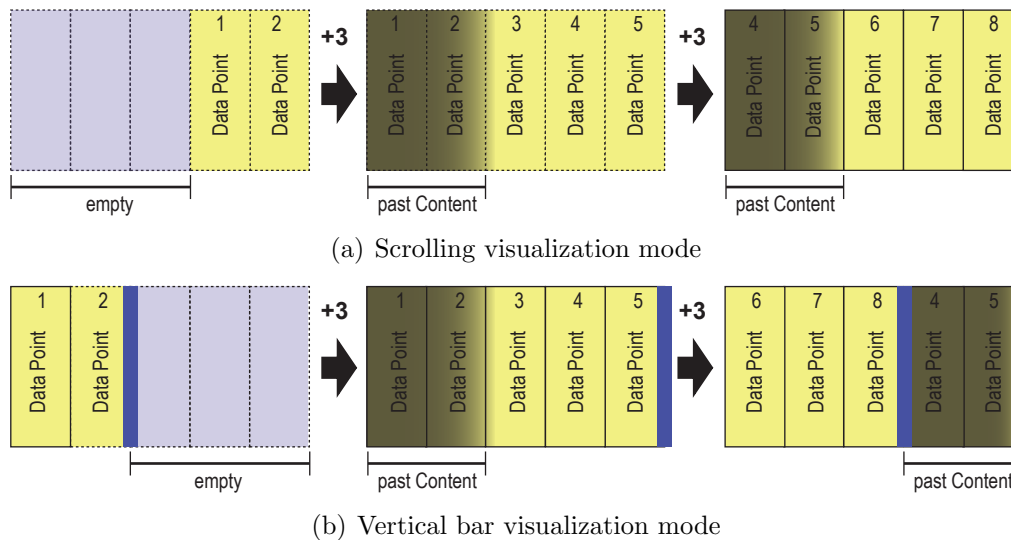 1 2 +3 1 2 3 4 5 +3 4 5 6 7 8
Data Point Data Point Data Point Data Point Data Point Data Point Data Point Data Point Data Point Data Point Data Point Data Point
empty past Content past Content
(a) Scrolling visualization mode
1 2 +3 1 2 3 4 5 +3 6 7 8 4 5
Data Point Data Point Data Point Data Point Data Point Data Point Data Point Data Point Data Point Data Point Data Point Data Point
empty past Content past Content
(b) Vertical bar visualization mode